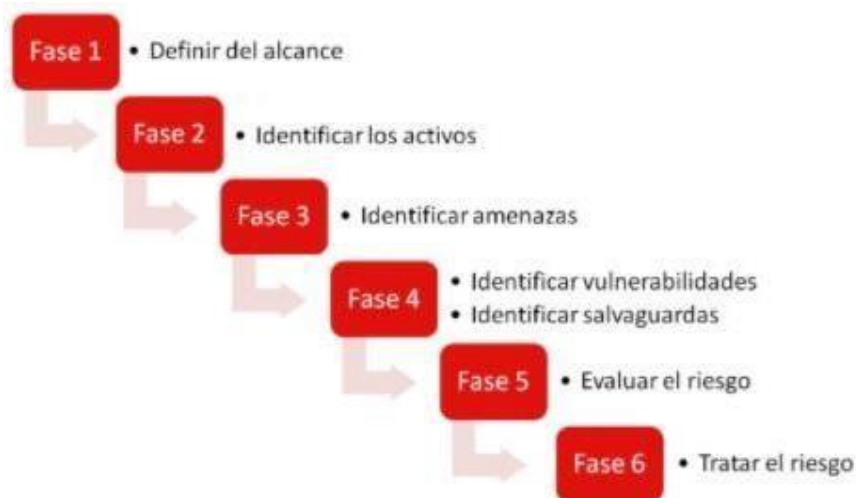 Fase 1
• Definir del alcance
Fase 2
• Identificar los activos
Fase 3
• Identificar amenazas
Fase 4
• Identificar vulnerabilidades
• Identificar salvaguardas
Fase 5
• Evaluar el riesgo
Fase 6
• Tratar el riesgo